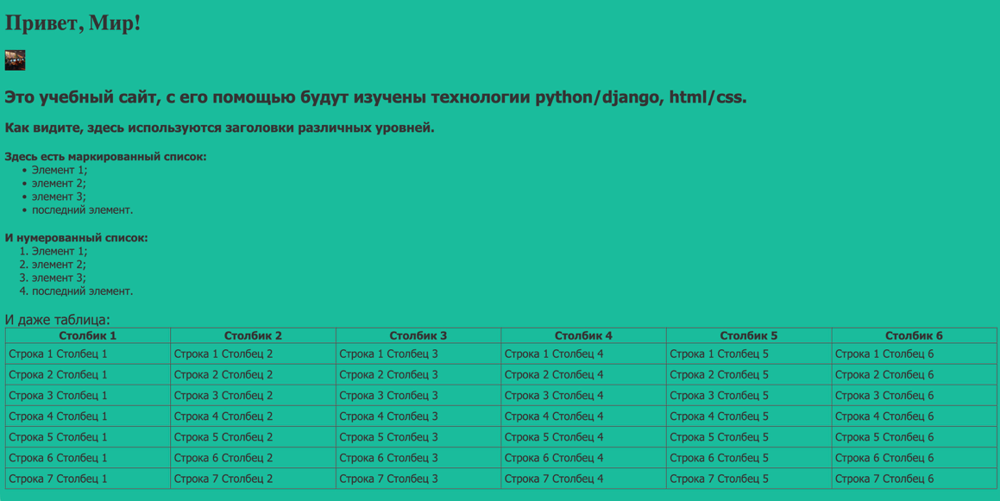 Привет, Мир!
Это учебный сайт, с его помощью будут изучены технологии python/django, html/css.
Как видите, здесь используются заголовки различных уровней.
Здесь есть маркированный список:
• Элемент 1;
• элемент 2;
• элемент 3;
• последний элемент.
И нумерованный список:
1. Элемент 1;
2. элемент 2;
3. элемент 3;
4. последний элемент.
И даже таблица:
Столбик 1 Столбик 2 Столбик 3 Столбик 4 Столбик 5 Столбик 6
Строка 1 Столбец 1 Строка 1 Столбец 2 Строка 1 Столбец 3 Строка 1 Столбец 4 Строка 1 Столбец 5 Строка 1 Столбец 6
Строка 2 Столбец 1 Строка 2 Столбец 2 Строка 2 Столбец 3 Строка 2 Столбец 4 Строка 2 Столбец 5 Строка 2 Столбец 6
Строка 3 Столбец 1 Строка 3 Столбец 2 Строка 3 Столбец 3 Строка 3 Столбец 4 Строка 3 Столбец 5 Строка 3 Столбец 6
Строка 4 Столбец 1 Строка 4 Столбец 2 Строка 4 Столбец 3 Строка 4 Столбец 4 Строка 4 Столбец 5 Строка 4 Столбец 6
Строка 5 Столбец 1 Строка 5 Столбец 2 Строка 5 Столбец 3 Строка 5 Столбец 4 Строка 5 Столбец 5 Строка 5 Столбец 6
Строка 6 Столбец 1 Строка 6 Столбец 2 Строка 6 Столбец 3 Строка 6 Столбец 4 Строка 6 Столбец 5 Строка 6 Столбец 6
Строка 7 Столбец 1 Строка 7 Столбец 2 Строка 7 Столбец 3 Строка 7 Столбец 4 Строка 7 Столбец 5 Строка 7 Столбец 6